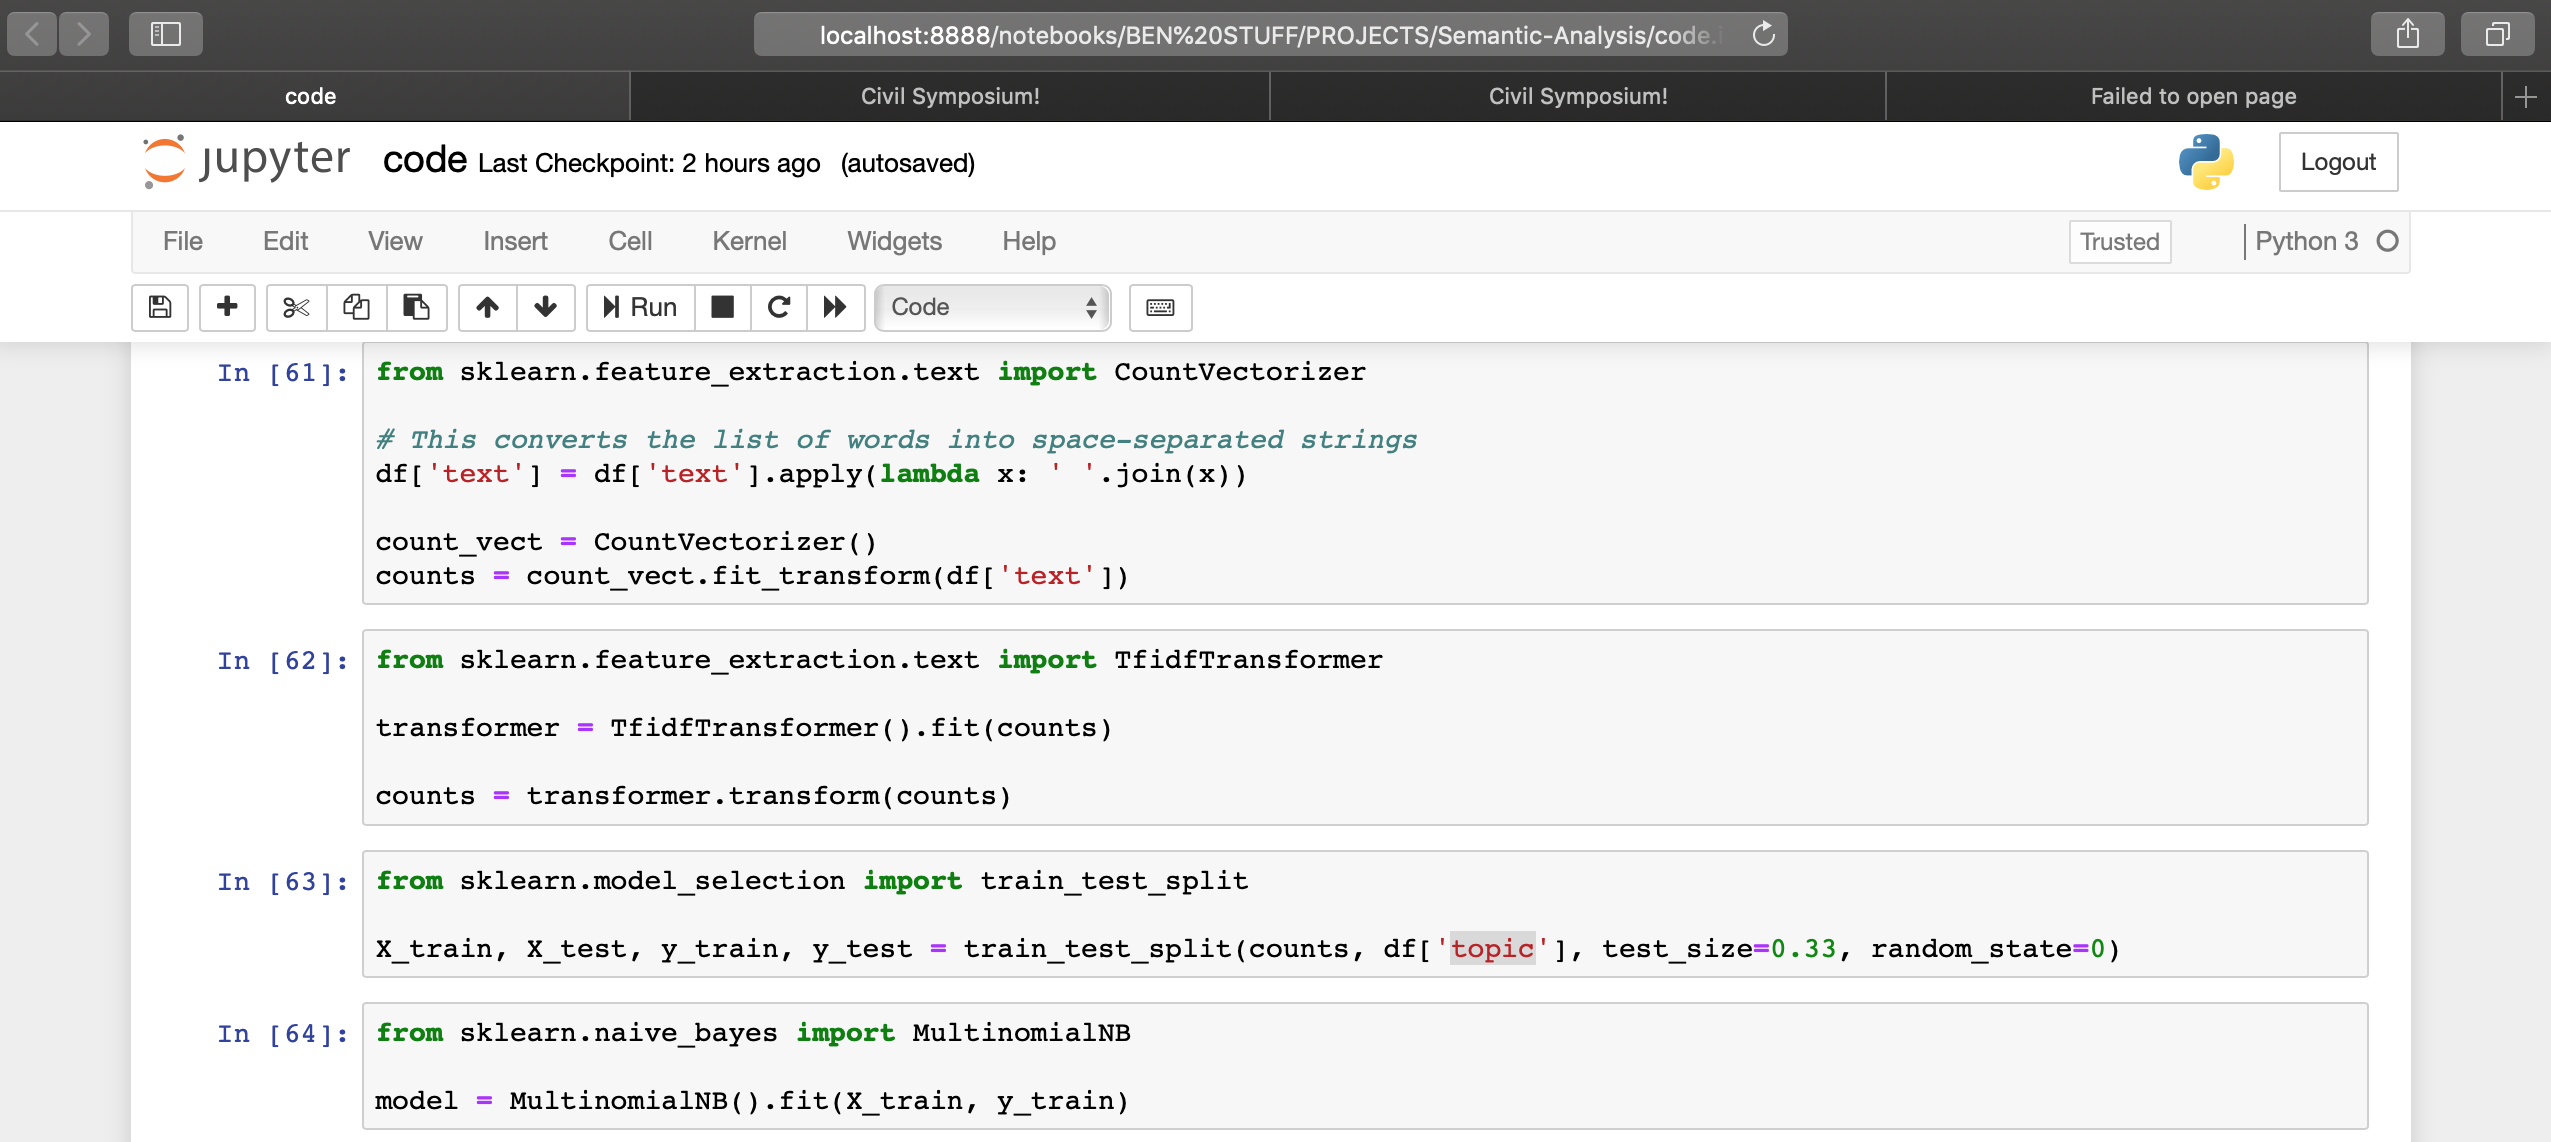 localhost:8888/notebooks/BEN%20STUFF/PROJECTS/Semantic-Analysis/code.i
code
Civil Symposium!
Civil Symposium!
Failed to open page
jupyter code Last Checkpoint: 2 hours ago (autosaved)
Logout
File Edit View Insert Cell Kernel Widgets Help
Trusted
Python 3
Run
Code
In [61]: from sklearn.feature_extraction.text import CountVectorizer
# This converts the list of words into space-separated strings
df['text'] = df['text'].apply(lambda x: ' '.join(x))
count_vect = CountVectorizer()
counts = count_vect.fit_transform(df['text'])
In [62]: from sklearn.feature_extraction.text import TfidfTransformer
transformer = TfidfTransformer().fit(counts)
counts = transformer.transform(counts)
In [63]: from sklearn.model_selection import train_test_split
X_train, X_test, y_train, y_test = train_test_split(counts, df['topic'], test_size=0.33, random_state=0)
In [64]: from sklearn.naive_bayes import MultinomialNB
model = MultinomialNB().fit(X_train, y_train)